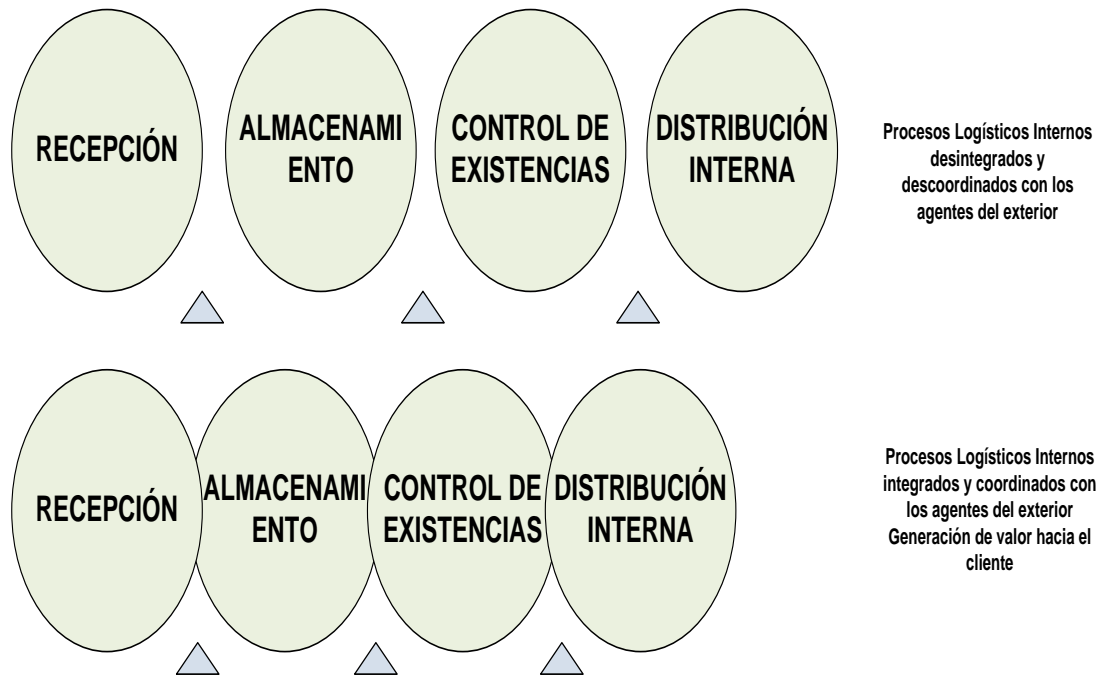 RECEPCIÓN
ALMACENAMI
ENTO
CONTROL DE
EXISTENCIAS
DISTRIBUCIÓN
INTERNA
Procesos Logísticos Internos
desintegrados y
descoordinados con los
agentes del exterior
RECEPCIÓN
ALMACENAMI
ENTO
CONTROL DE
EXISTENCIAS
DISTRIBUCIÓN
INTERNA
Procesos Logísticos Internos
integrados y coordinados con
los agentes del exterior
Generación de valor hacia el
cliente